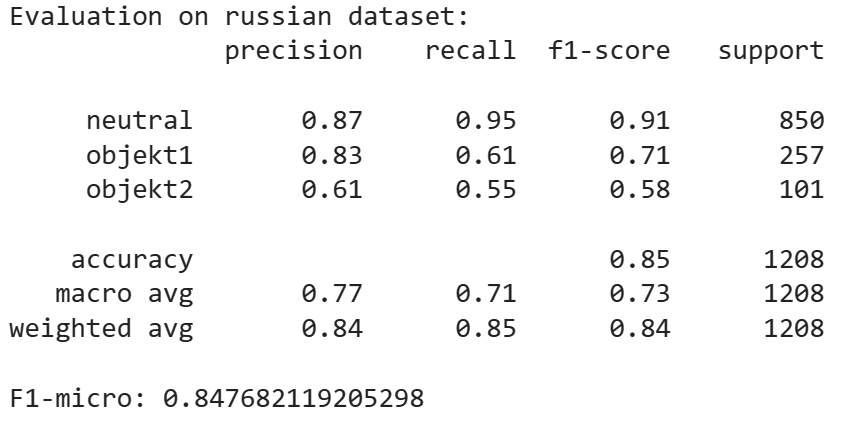 Evaluation on russian dataset:
precision recall f1-score support
neutral 0.87 0.95 0.91 850
objekt1 0.83 0.61 0.71 257
objekt2 0.61 0.55 0.58 101
accuracy 0.85 1208
macro avg 0.77 0.71 0.73 1208
weighted avg 0.84 0.85 0.84 1208
F1-micro: 0.847682119205298